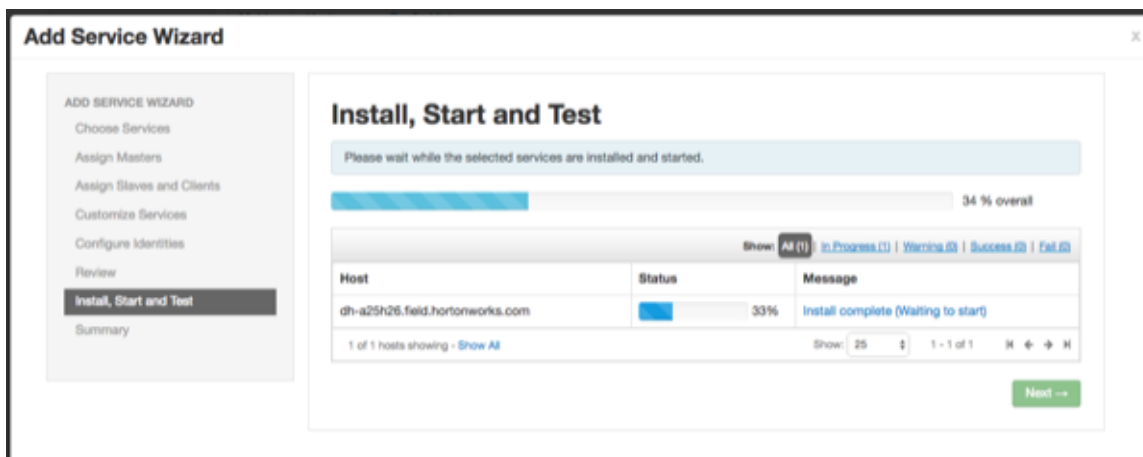 Add Service Wizard
x
ADD SERVICE WIZARD
Choose Services
Assign Masters
Assign Slaves and Clients
Customize Services
Configure Identities
Review
Install, Start and Test
Summary
Install, Start and Test
Please wait while the selected services are installed and started.
34 % overall
Show: All (1) | In Progress (1) | Warning (0) | Success (0) | Fail (0)
Host Status Message
dh-a25h26.field.hortonworks.com 33% Install complete (Waiting to start)
1 of 1 hosts showing - Show All Show: 25 1 - 1 of 1
Next →